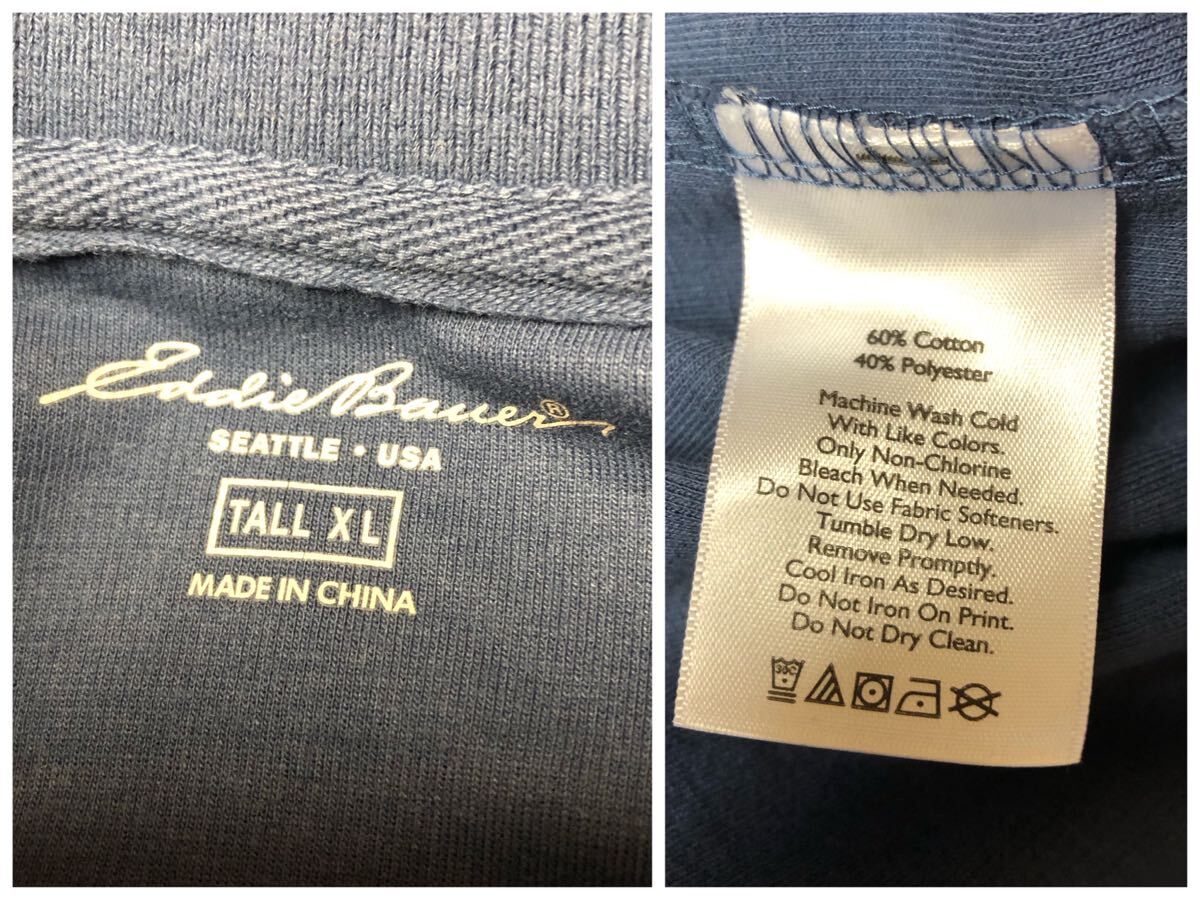 Eddie Bauer®
SEATTLE • USA
TALL XL
MADE IN CHINA
60% Cotton
40% Polyester
Machine Wash Cold
With Like Colors.
Only Non-Chlorine
Bleach When Needed.
Do Not Use Fabric Softeners.
Tumble Dry Low.
Remove Promptly.
Cool Iron As Desired.
Do Not Iron On Print.
Do Not Dry Clean.
30C